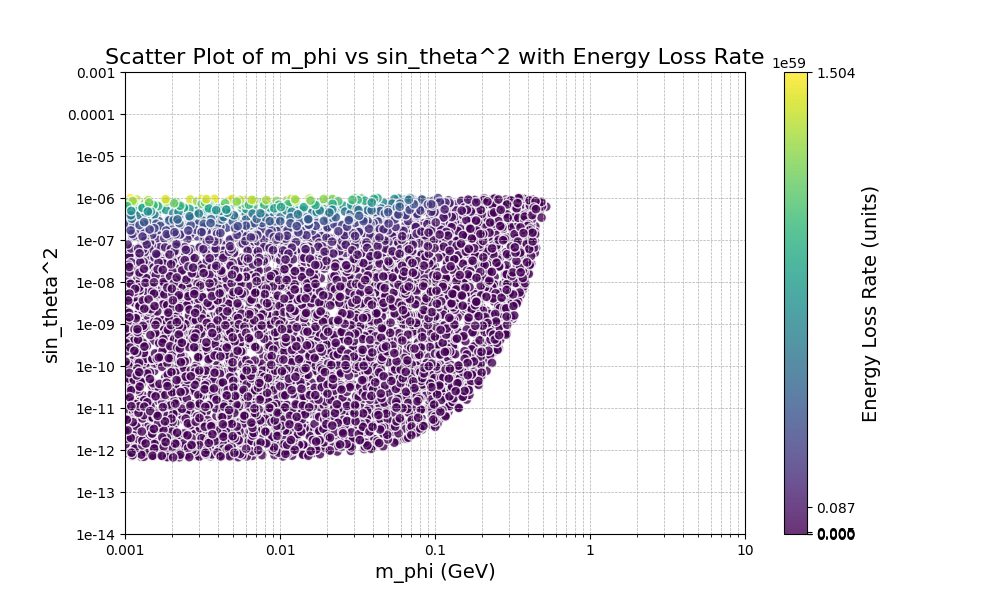 Scatter Plot of m_phi vs sin_theta^2 with Energy Loss Rate
1e59
0.001
0.0001
1e-05
1e-06
1e-07
1e-08
1e-09
1e-10
1e-11
1e-12
1e-13
1e-14
sin_theta^2
0.001
0.01
0.1
1
10
m_phi (GeV)
1.504
0.087
Energy Loss Rate (units)